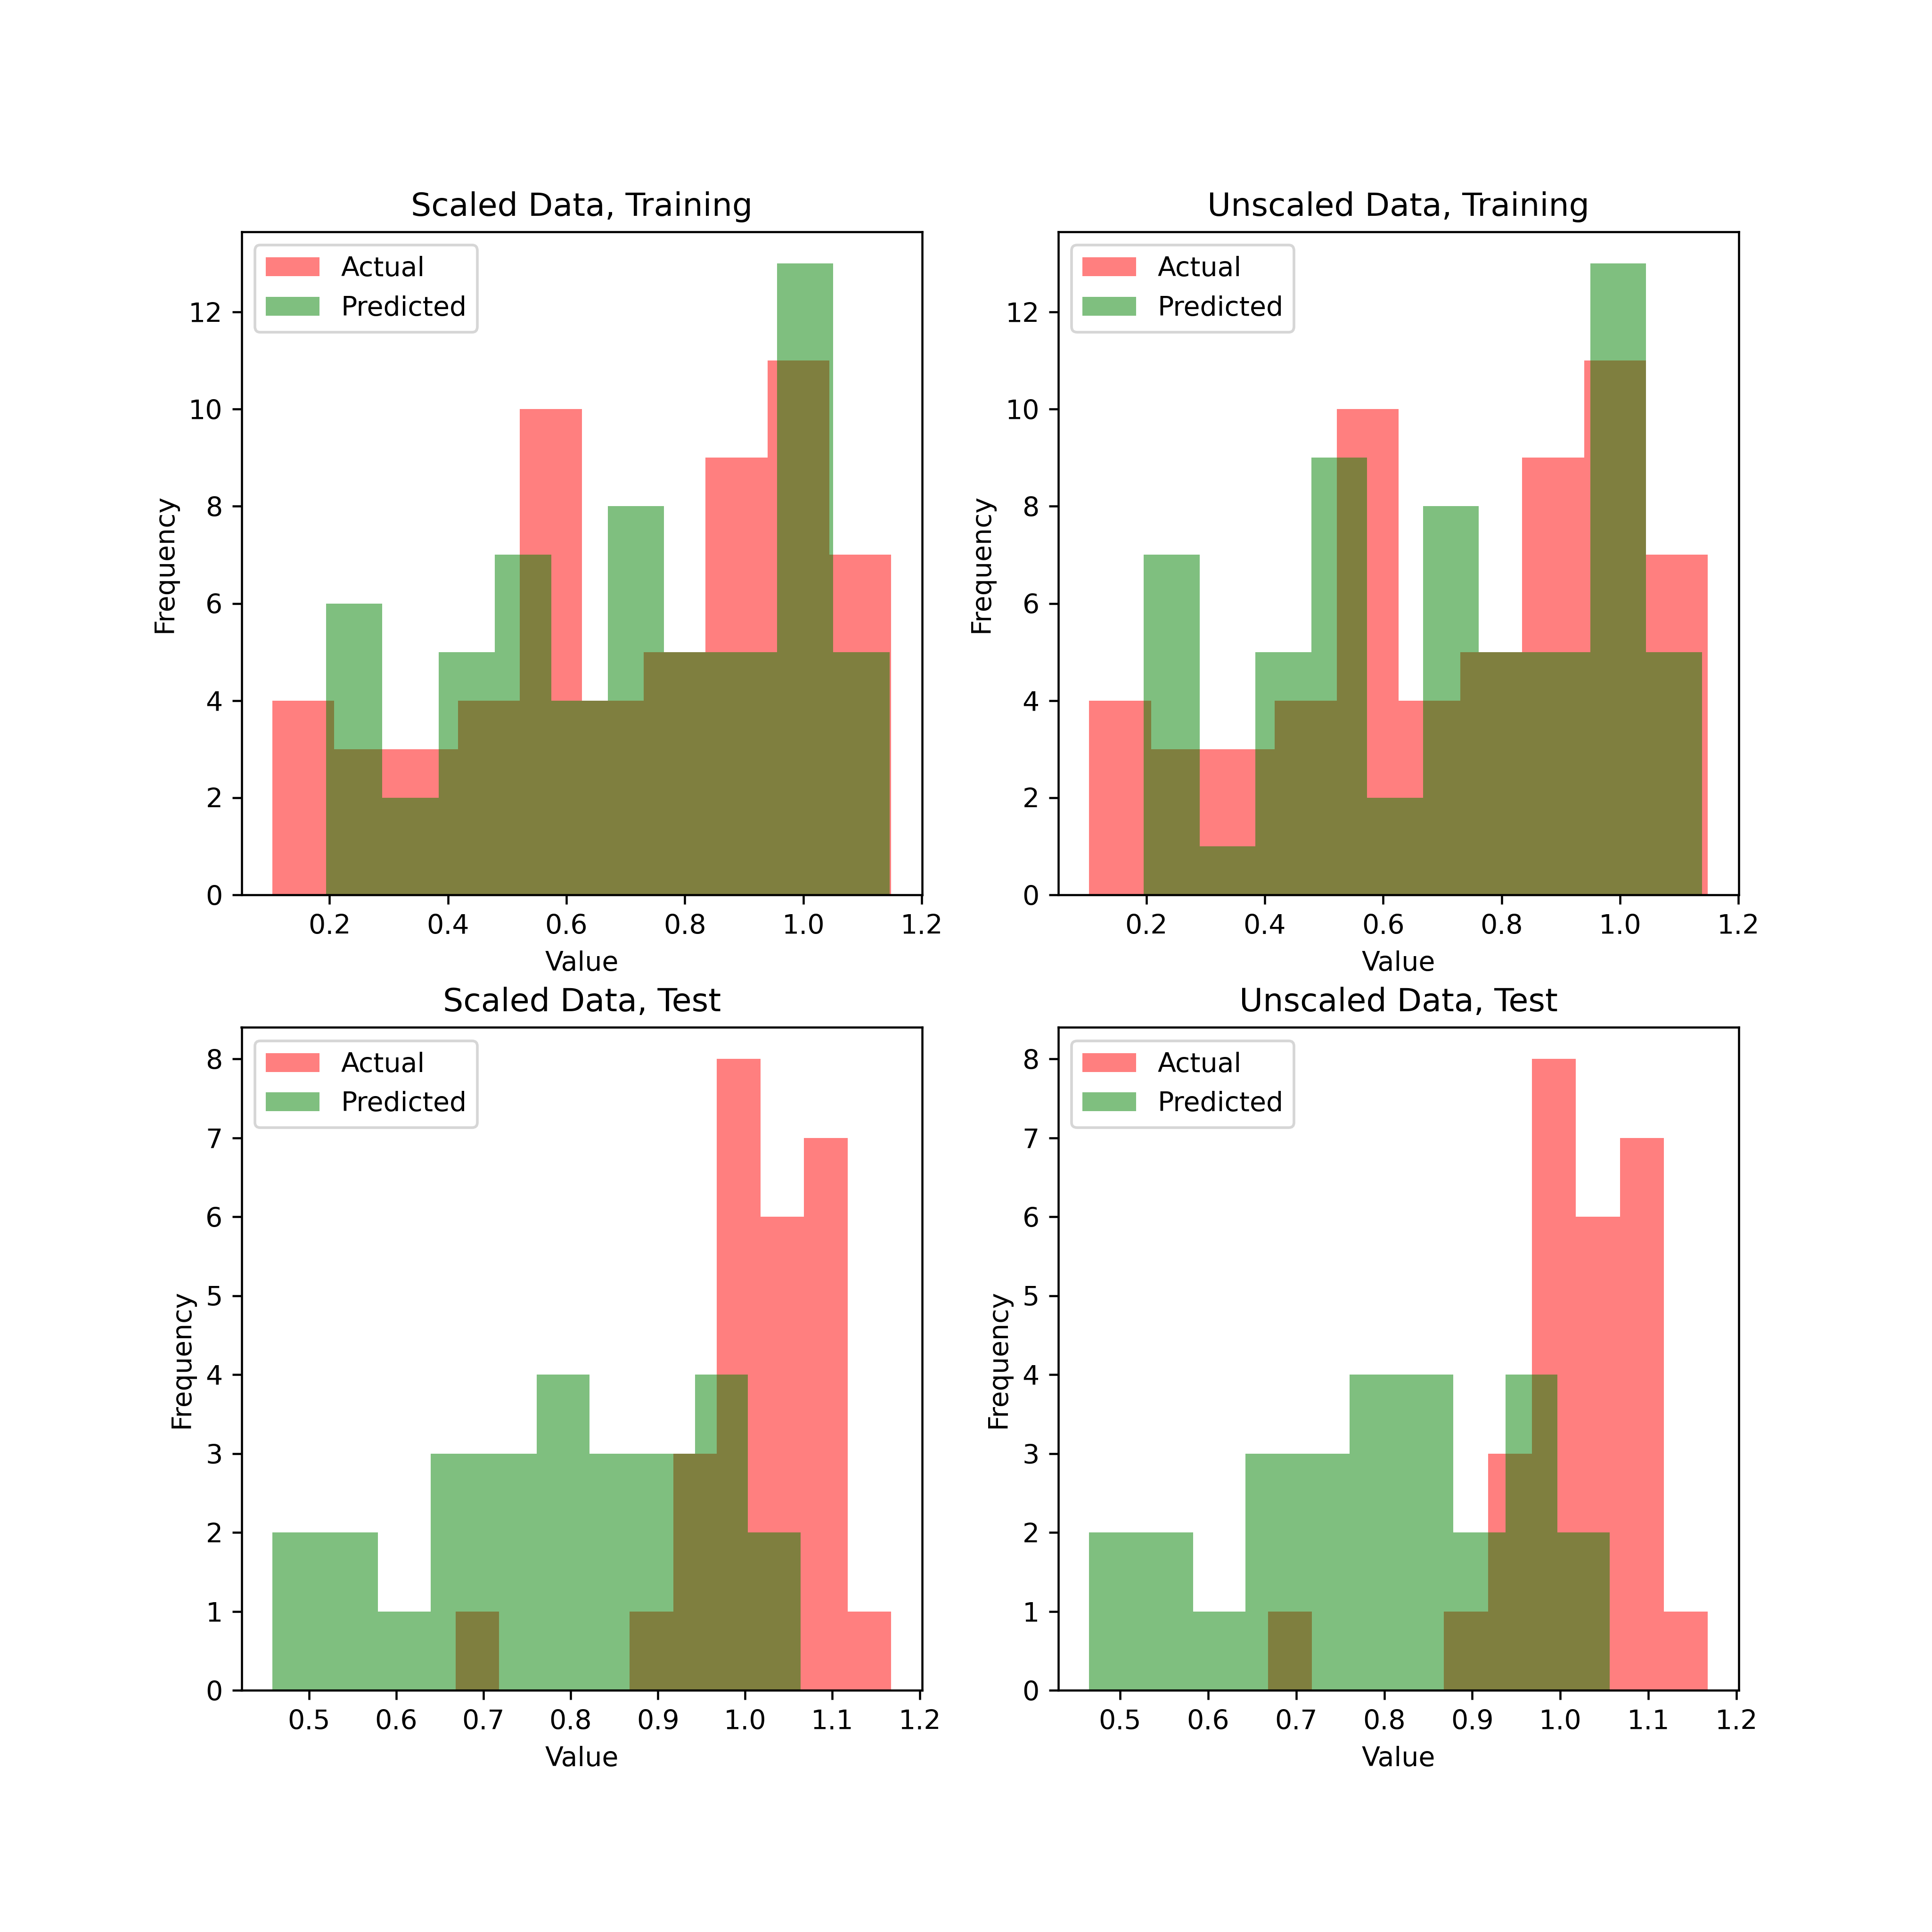 Scaled Data, Training
Actual
Predicted
12
10
8
6
4
2
0
Frequency
0.2 0.4 0.6 0.8 1.0 1.2
Value
Unscaled Data, Training
Actual
Predicted
12
10
8
6
4
2
0
Frequency
0.2 0.4 0.6 0.8 1.0 1.2
Value
Scaled Data, Test
Actual
Predicted
8
7
6
5
4
3
2
1
0
Frequency
0.5 0.6 0.7 0.8 0.9 1.0 1.1 1.2
Value
Unscaled Data, Test
Actual
Predicted
8
7
6
5
4
3
2
1
0
Frequency
0.5 0.6 0.7 0.8 0.9 1.0 1.1 1.2
Value